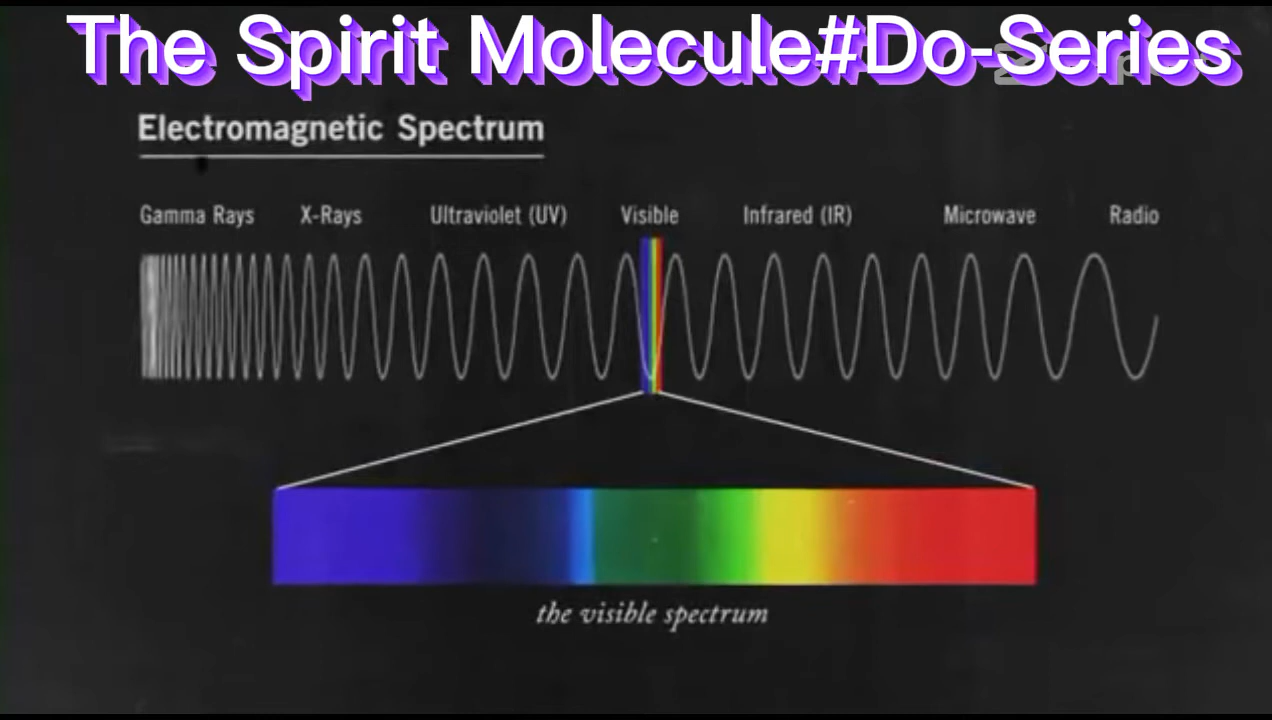 The Spirit Molecule#Do-Series
Electromagnetic Spectrum
Gamma Rays X-Rays Ultraviolet (UV) Visible Infrared (IR) Microwave Radio
the visible spectrum